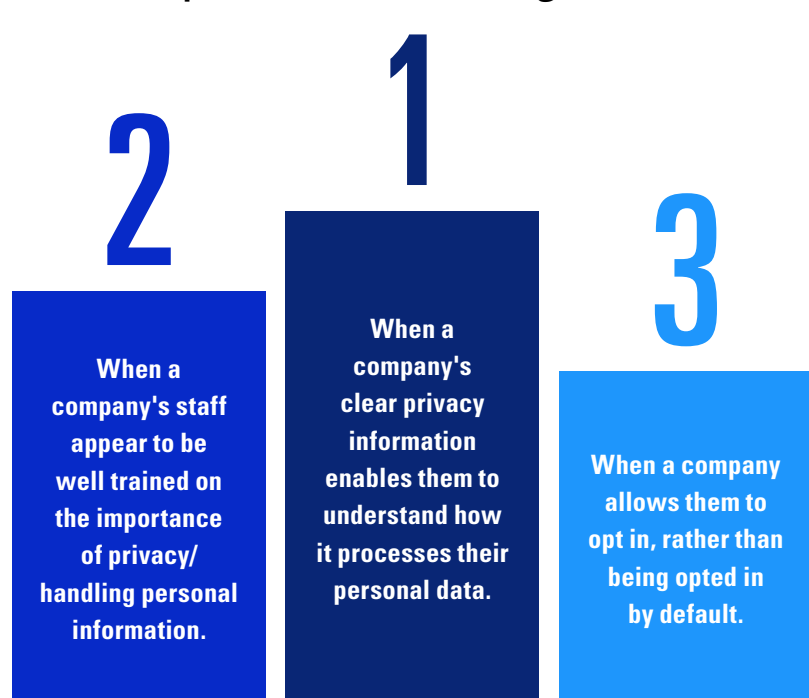 2
When a
company's staff
appear to be
well trained on
the importance
of privacy/
handling personal
information.
1
When a
company's
clear privacy
information
enables them to
understand how
it processes their
personal data.
3
When a company
allows them to
opt in, rather than
being opted in
by default.